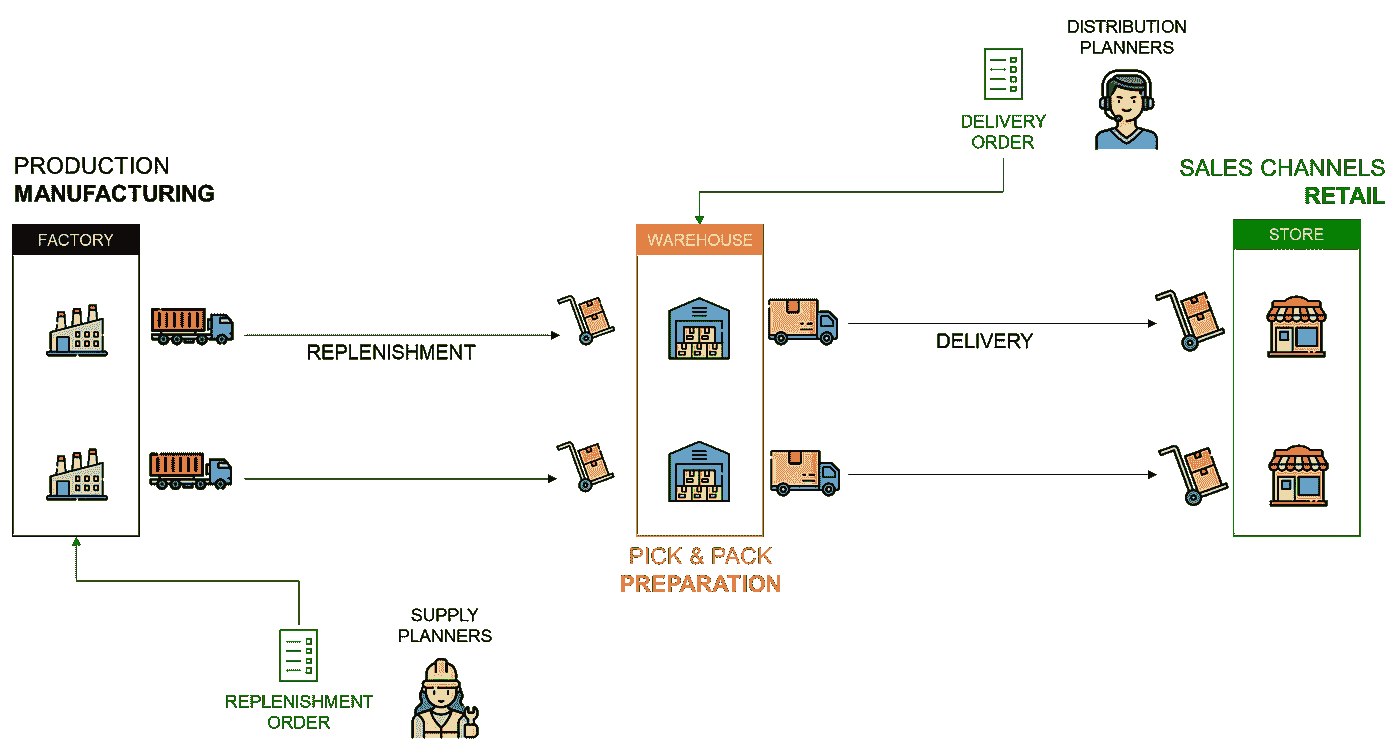 DISTRIBUTION
PLANNERS
DELIVERY
ORDER
PRODUCTION
MANUFACTURING
SALES CHANNELS
RETAIL
FACTORY
WAREHOUSE
STORE
REPLENISHMENT
DELIVERY
PICK & PACK
PREPARATION
SUPPLY
PLANNERS
REPLENISHMENT
ORDER